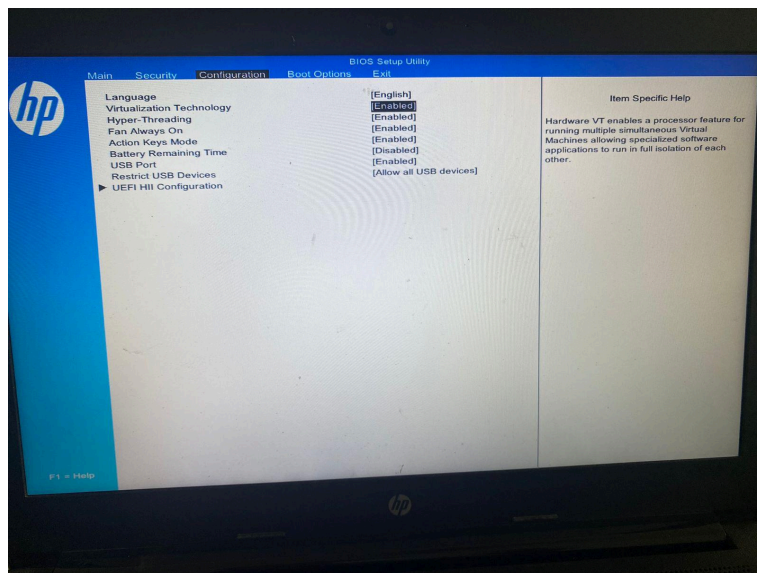 BIOS Setup Utility
Main Security Configuration Boot Options Exit
hp
Language [English]
Virtualization Technology [Enabled]
Hyper-Threading [Enabled]
Fan Always On [Enabled]
Action Keys Mode [Enabled]
Battery Remaining Time [Disabled]
USB Port [Enabled]
Restrict USB Devices [Allow all USB devices]
UEFI HII Configuration
Item Specific Help
Hardware VT enables a processor feature for
running multiple simultaneous Virtual
Machines allowing specialized software
applications to run in full isolation of each
other.
F1 = Help
hp